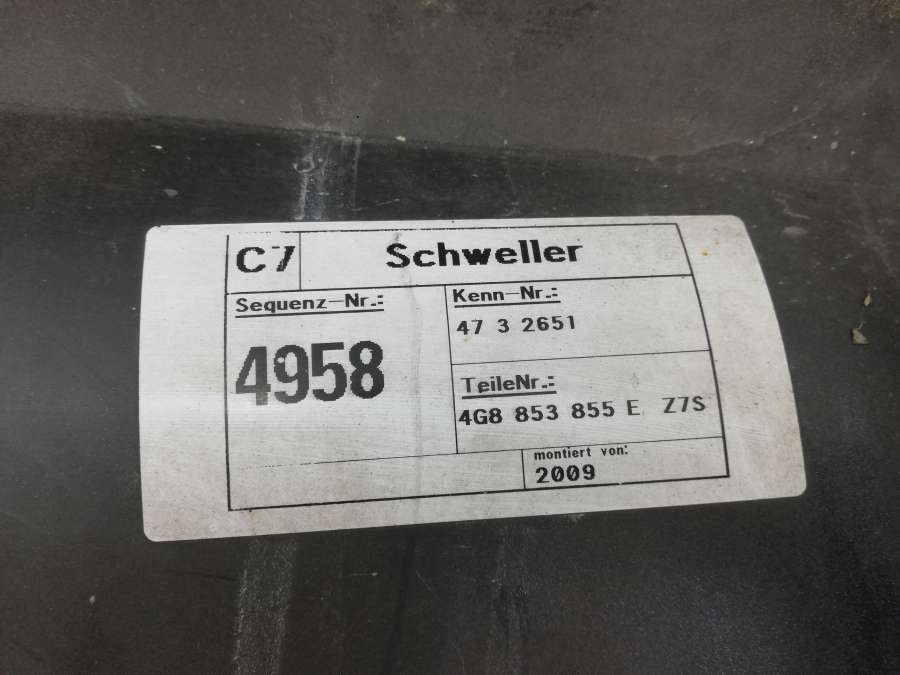 C7 Schweller
Sequenz-Nr.:
4958
Kenn-Nr.:
47 3 2651
TeileNr.:
4G8 853 855 E Z7S
montiert von:
2009